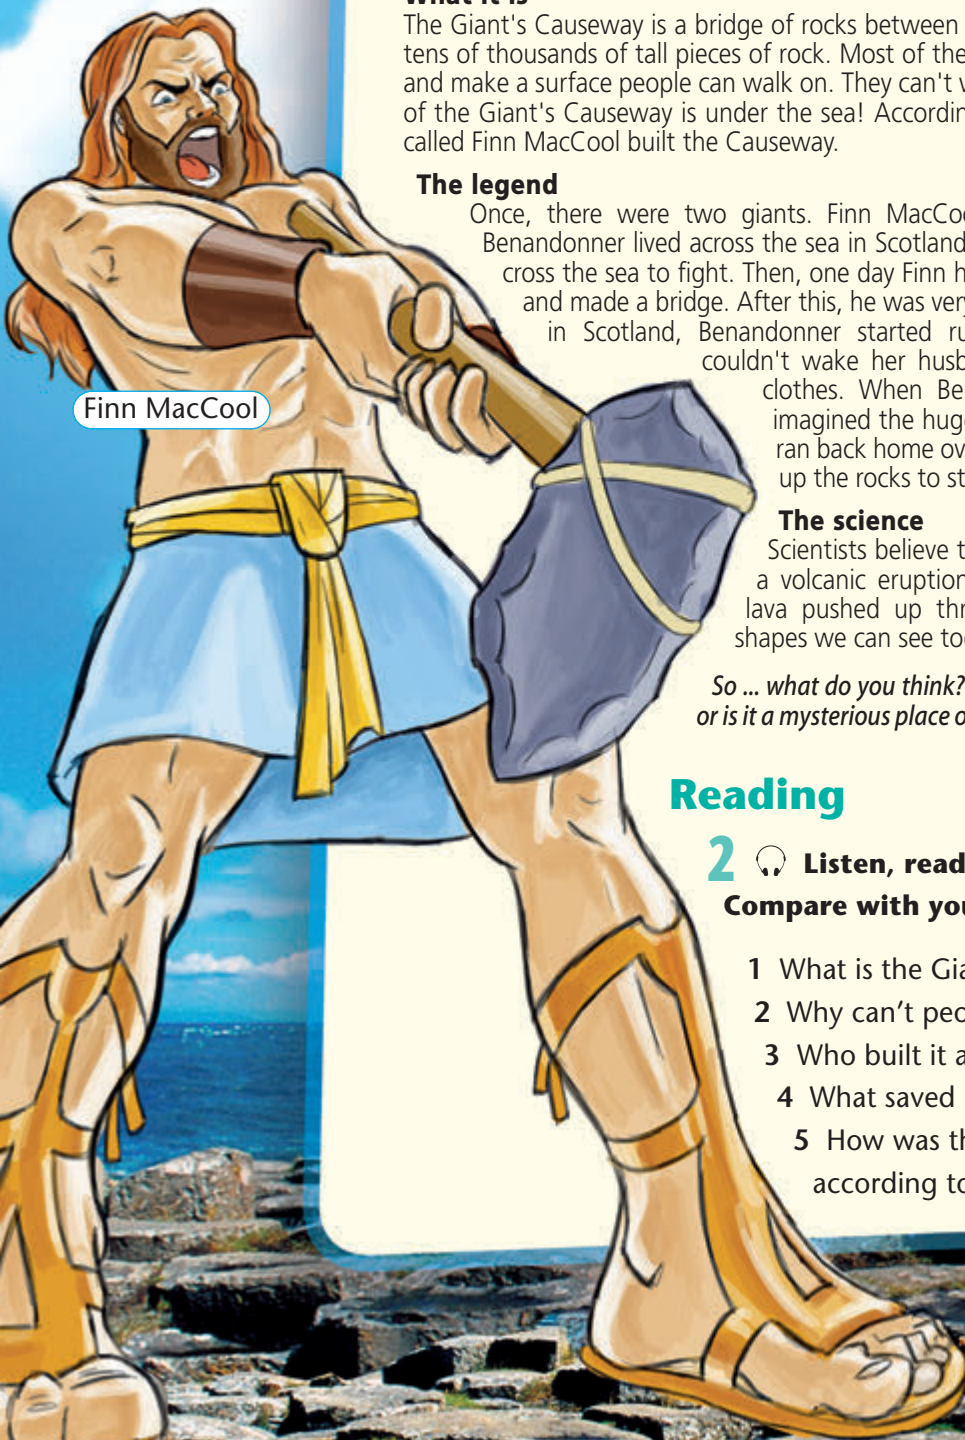 What it is
The Giant's Causeway is a bridge of rocks between
tens of thousands of tall pieces of rock. Most of the
and make a surface people can walk on. They can't
of the Giant's Causeway is under the sea! Accordin
called Finn MacCool built the Causeway.
The legend
Once, there were two giants. Finn MacCoo
Benandonner lived across the sea in Scotland
cross the sea to fight. Then, one day Finn h
and made a bridge. After this, he was very
in Scotland, Benandonner started ru
couldn't wake her husb
clothes. When Be
imagined the hug
ran back home ov
up the rocks to st
Finn MacCool
The science
Scientists believe t
a volcanic eruption
lava pushed up thr
shapes we can see to
So ... what do you think?
or is it a mysterious place o
Reading
2 Listen, read
Compare with you
1 What is the Gia
2 Why can't peo
3 Who built it a
4 What saved
5 How was th
according to